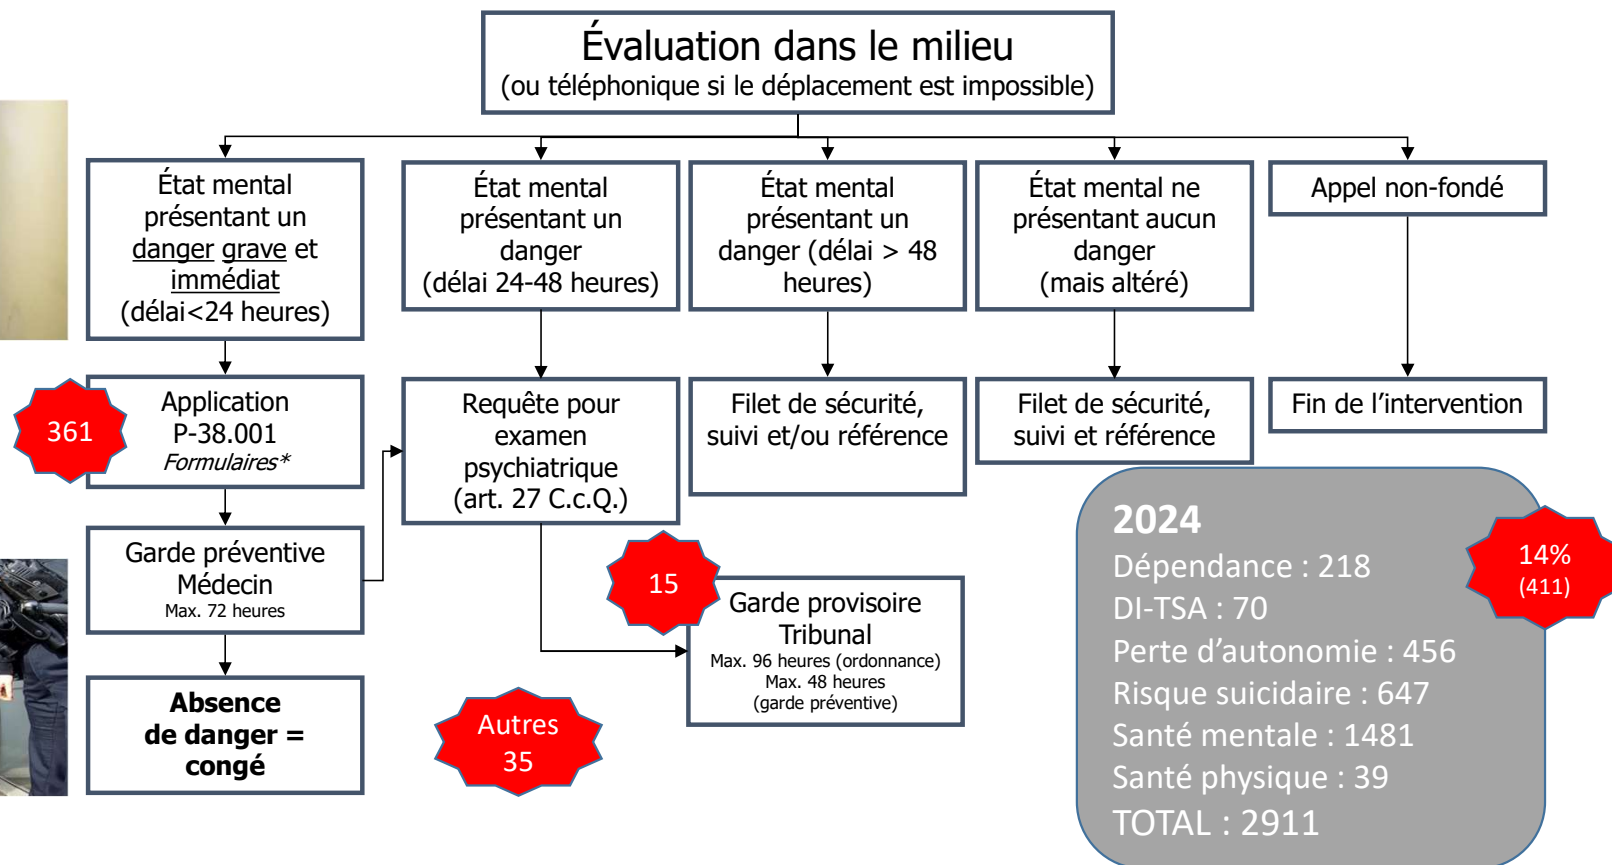 Évaluation dans le milieu
(ou téléphonique si le déplacement est impossible)
État mental
présentant un
danger grave et
immédiat
(délai<24 heures)
État mental
présentant un
danger
(délai 24-48 heures)
État mental
présentant un
danger (délai > 48
heures)
État mental ne
présentant aucun
danger
(mais altéré)
Appel non-fondé
361
Application
P-38.001
Formulaires*
Requête pour
examen
psychiatrique
(art. 27 C.c.Q.)
Filet de sécurité,
suivi et/ou référence
Filet de sécurité,
suivi et référence
Fin de l'intervention
Garde préventive
Médecin
Max. 72 heures
15
Garde provisoire
Tribunal
Max. 96 heures (ordonnance)
Max. 48 heures
(garde préventive)
Absence
de danger =
congé
Autres
35
2024
Dépendance : 218
DI-TSA : 70
Perte d'autonomie : 456
Risque suicidaire : 647
Santé mentale : 1481
Santé physique : 39
TOTAL : 2911
14%
(411)